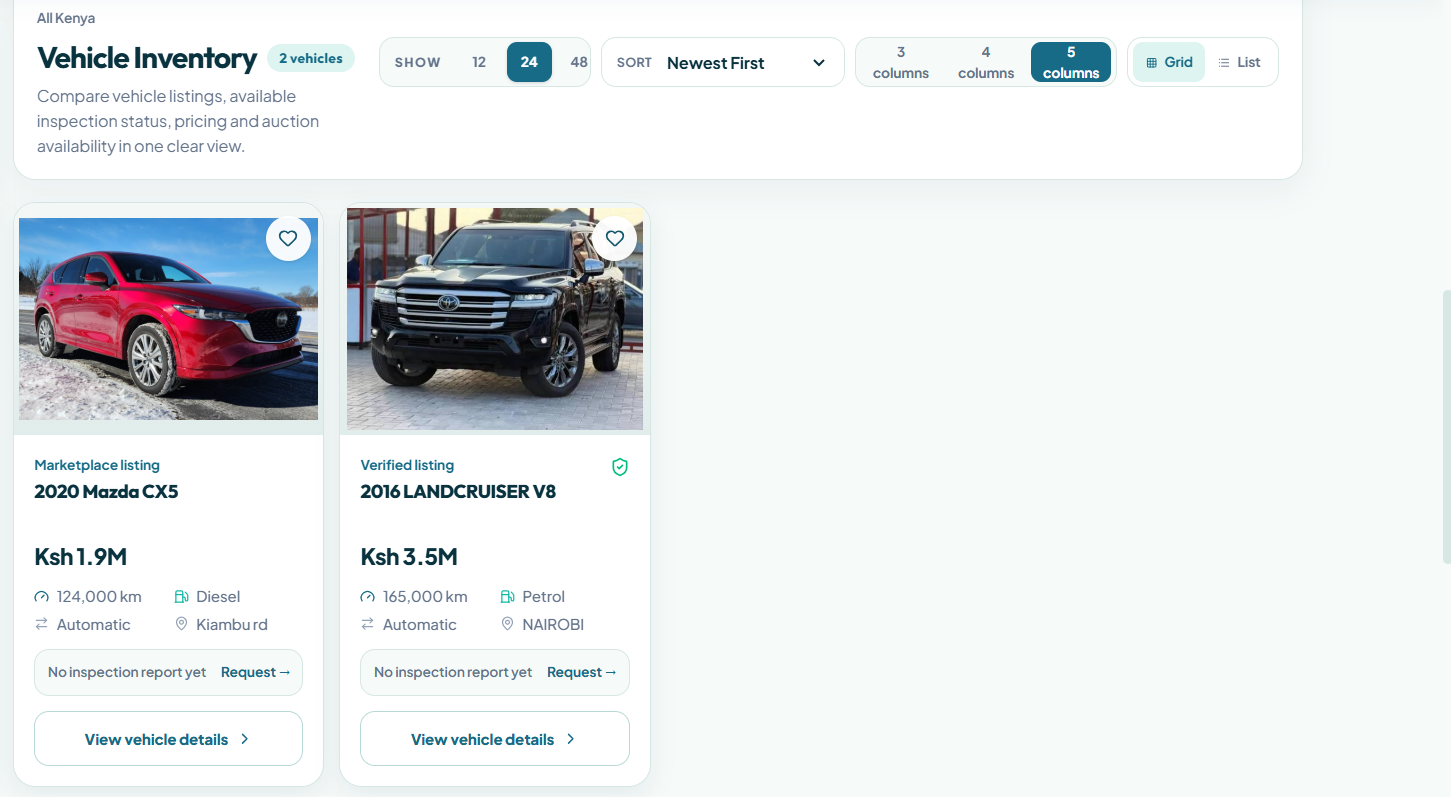 All Kenya
Vehicle Inventory 2 vehicles
SHOW 12 24 48
SORT Newest First
3 columns
4 columns
5 columns
Grid
List
Compare vehicle listings, available
inspection status, pricing and auction
availability in one clear view.
Marketplace listing
2020 Mazda CX5
Ksh 1.9M
124,000 km Diesel
Automatic Kiambu rd
No inspection report yet Request →
View vehicle details
Verified listing
2016 LANDCRUISER V8
Ksh 3.5M
165,000 km Petrol
Automatic NAIROBI
No inspection report yet Request →
View vehicle details